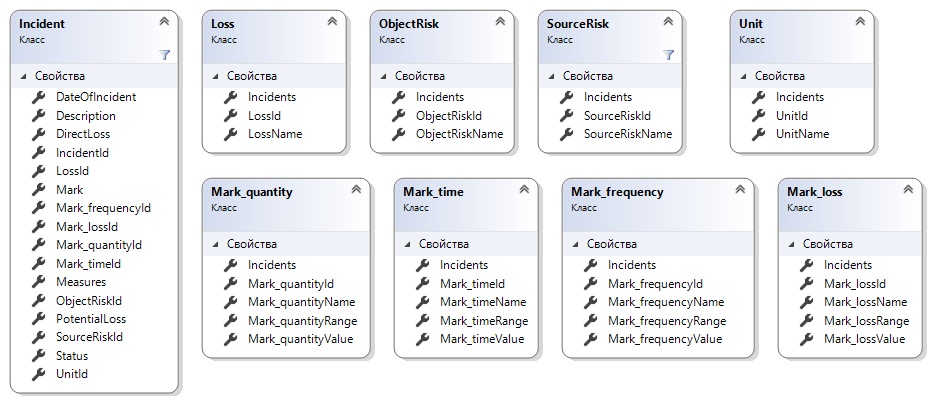 Incident
Класс
Свойства
DateOfIncident
Description
DirectLoss
IncidentId
LossId
Mark
Mark_frequencyId
Mark_lossId
Mark_quantityId
Mark_timeId
Measures
ObjectRiskId
PotentialLoss
SourceRiskId
Status
UnitId
Loss
Класс
Свойства
Incidents
LossId
LossName
ObjectRisk
Класс
Свойства
Incidents
ObjectRiskId
ObjectRiskName
SourceRisk
Класс
Свойства
Incidents
SourceRiskId
SourceRiskName
Unit
Класс
Свойства
Incidents
UnitId
UnitName
Mark_quantity
Класс
Свойства
Incidents
Mark_quantityId
Mark_quantityName
Mark_quantityRange
Mark_quantityValue
Mark_time
Класс
Свойства
Incidents
Mark_timeId
Mark_timeName
Mark_timeRange
Mark_timeValue
Mark_frequency
Класс
Свойства
Incidents
Mark_frequencyId
Mark_frequencyName
Mark_frequencyRange
Mark_frequencyValue
Mark_loss
Класс
Свойства
Incidents
Mark_lossId
Mark_lossName
Mark_lossRange
Mark_lossValue